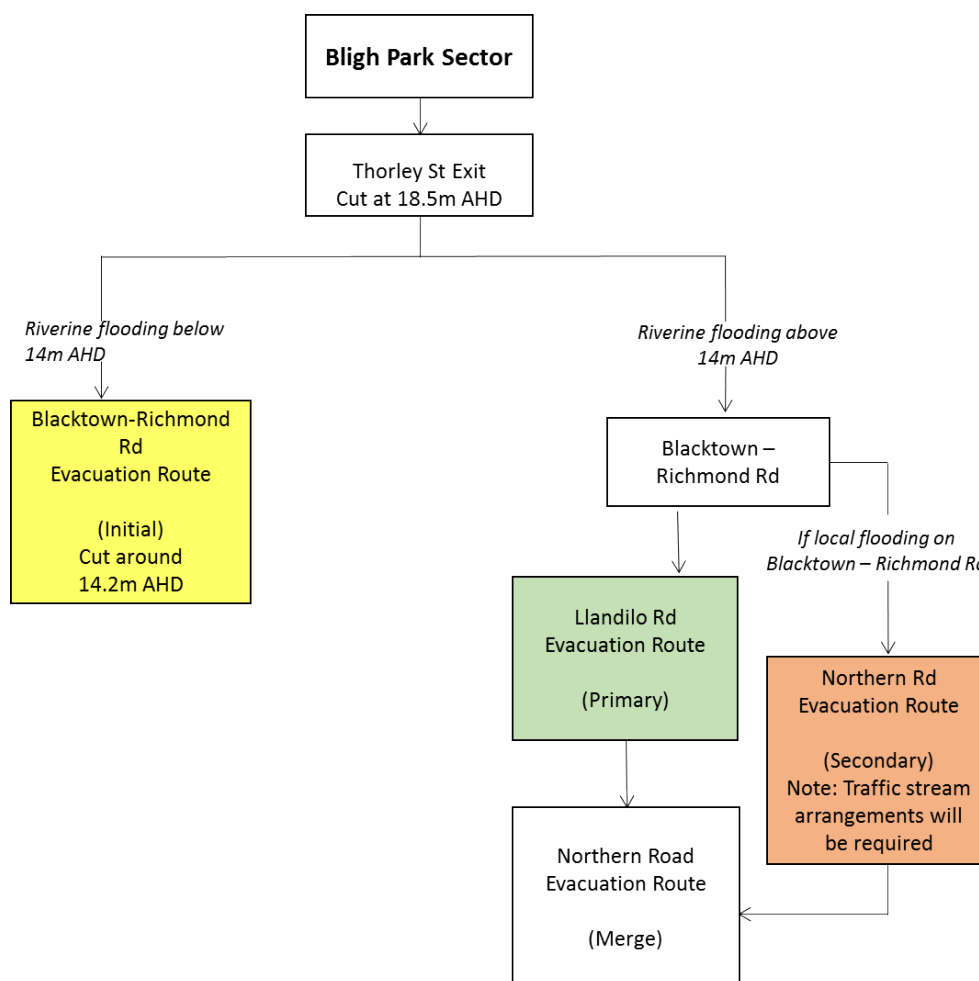 Bligh Park Sector
Thorley St Exit
Cut at 18.5m AHD
Riverine flooding below
14m AHD
Riverine flooding above
14m AHD
Blacktown-Richmond
Rd
Evacuation Route
(Initial)
Cut around
14.2m AHD
Blacktown –
Richmond Rd
If local flooding on
Blacktown – Richmond Rd
Llandilo Rd
Evacuation Route
(Primary)
Northern Rd
Evacuation Route
(Secondary)
Note: Traffic stream
arrangements will
be required
Northern Road
Evacuation Route
(Merge)